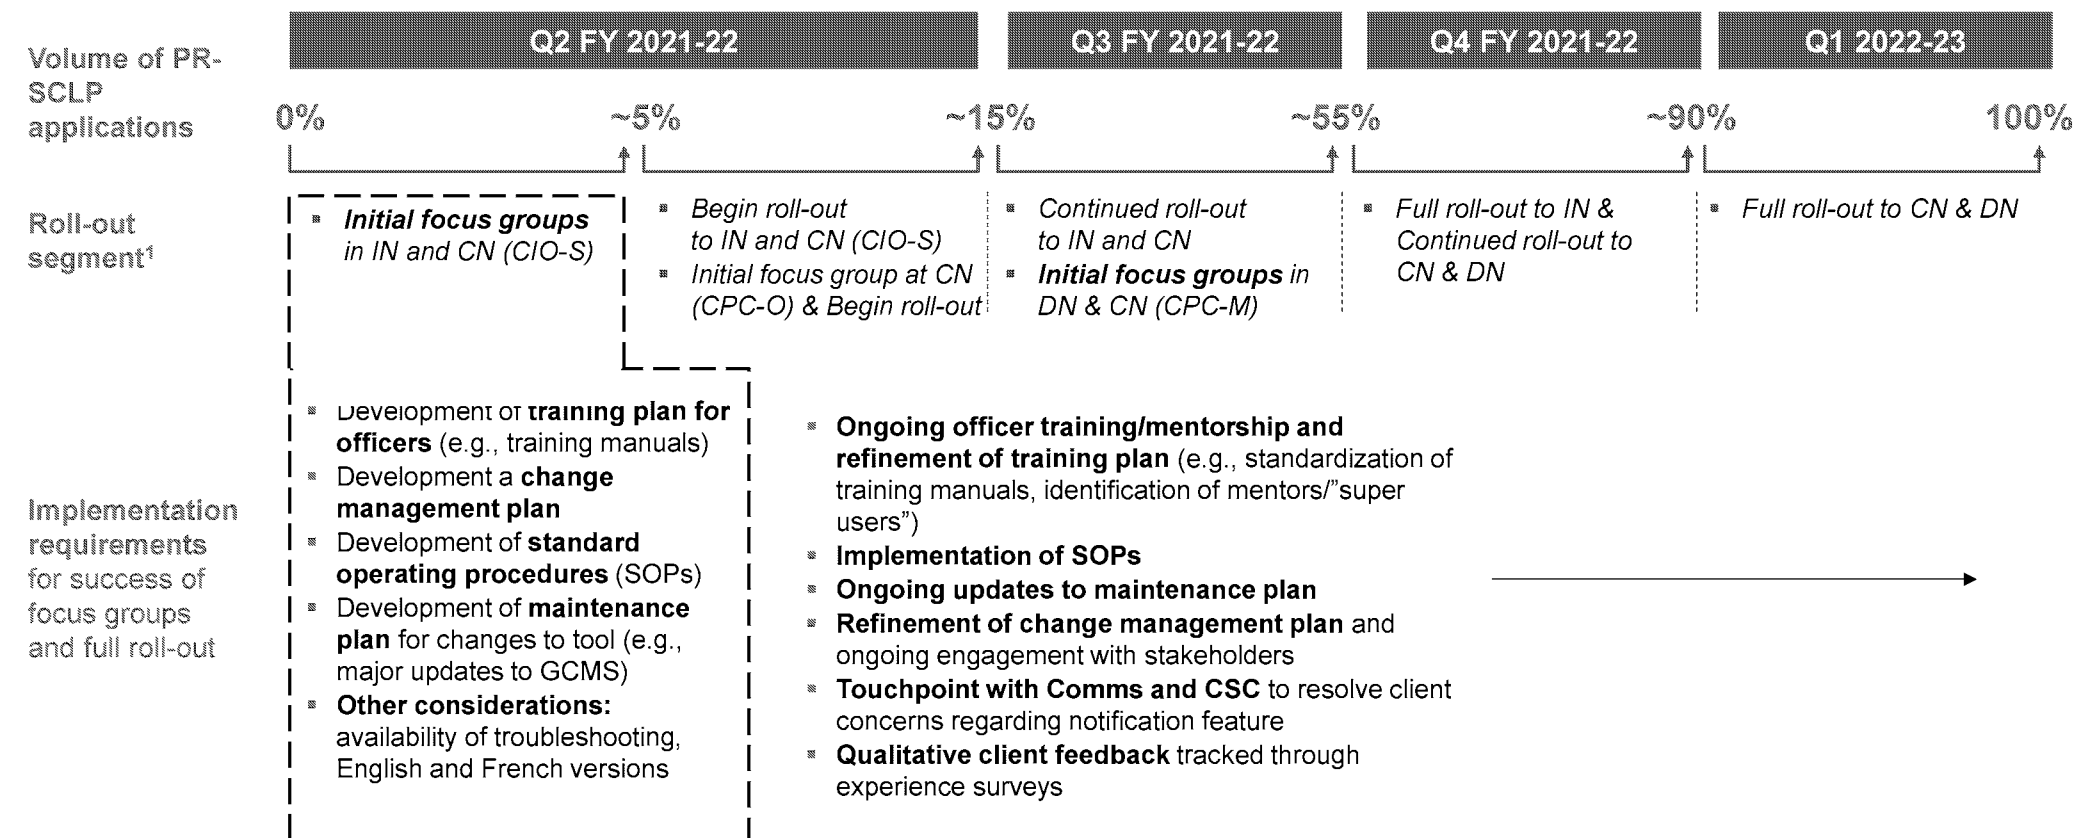 Q2 FY 2021-22
Q3 FY 2021-22
Q4 FY 2021-22
Q1 2022-23
Volume of PR-
SCLP
applications
0%
~5%
~15%
~55%
~90%
100%
Roll-out
segment¹
▪ Initial focus groups
in IN and CN (CIO-S)
▪ Begin roll-out
to IN and CN (CIO-S)
▪ Initial focus group at CN
(CPC-O) & Begin roll-out
▪ Continued roll-out
to IN and CN
▪ Initial focus groups in
DN & CN (CPC-M)
▪ Full roll-out to IN &
Continued roll-out to
CN & DN
▪ Full roll-out to CN & DN
Implementation
requirements
for success of
focus groups
and full roll-out
▪ Development of training plan for
officers (e.g., training manuals)
▪ Development a change
management plan
▪ Development of standard
operating procedures (SOPs)
▪ Development of maintenance
plan for changes to tool (e.g.,
major updates to GCMS)
▪ Other considerations:
availability of troubleshooting,
English and French versions
▪ Ongoing officer training/mentorship and
refinement of training plan (e.g., standardization of
training manuals, identification of mentors/”super
users”)
▪ Implementation of SOPs
▪ Ongoing updates to maintenance plan
▪ Refinement of change management plan and
ongoing engagement with stakeholders
▪ Touchpoint with Comms and CSC to resolve client
concerns regarding notification feature
▪ Qualitative client feedback tracked through
experience surveys